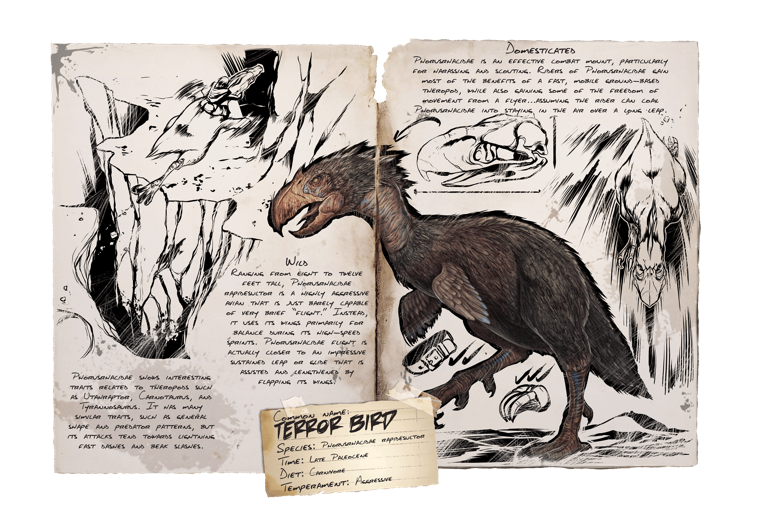 Wild
Ranging from eight to twelve
feet tall, Phorusrhacidae
rapidesultor is a highly aggressive
avian that is just barely capable
of very brief "flight." Instead,
it uses its wings primarily for
balance during its high-speed
sprints. Phorusrhacidae flight is
actually closer to an impressive
sustained leap or glide that is
assisted and lengthened by
flapping its wings.
Phorusrhacidae shows interesting
traits related to theropods such
as Utahraptor, Carnotaurus, and
Tyrannosaurus. It has many
similar traits, such as general
shape and predator patterns, but
its attacks tend towards lightning
fast dashes and beak slashes.
Domesticated
Phorusrhacidae is an effective combat mount, particularly
for harassing and scouting. Riders of Phorusrhacidae gain
most of the benefits of a fast, mobile ground-based
theropod, while also gaining some of the freedom of
movement from a flyer...assuming the rider can coax
Phorusrhacidae into staying in the air over a long leap.
Common name:
Terror Bird
Species: Phorusrhacidae rapidesultor
Time: Late Paleocene
Diet: Carnivore
Temperament: Aggressive